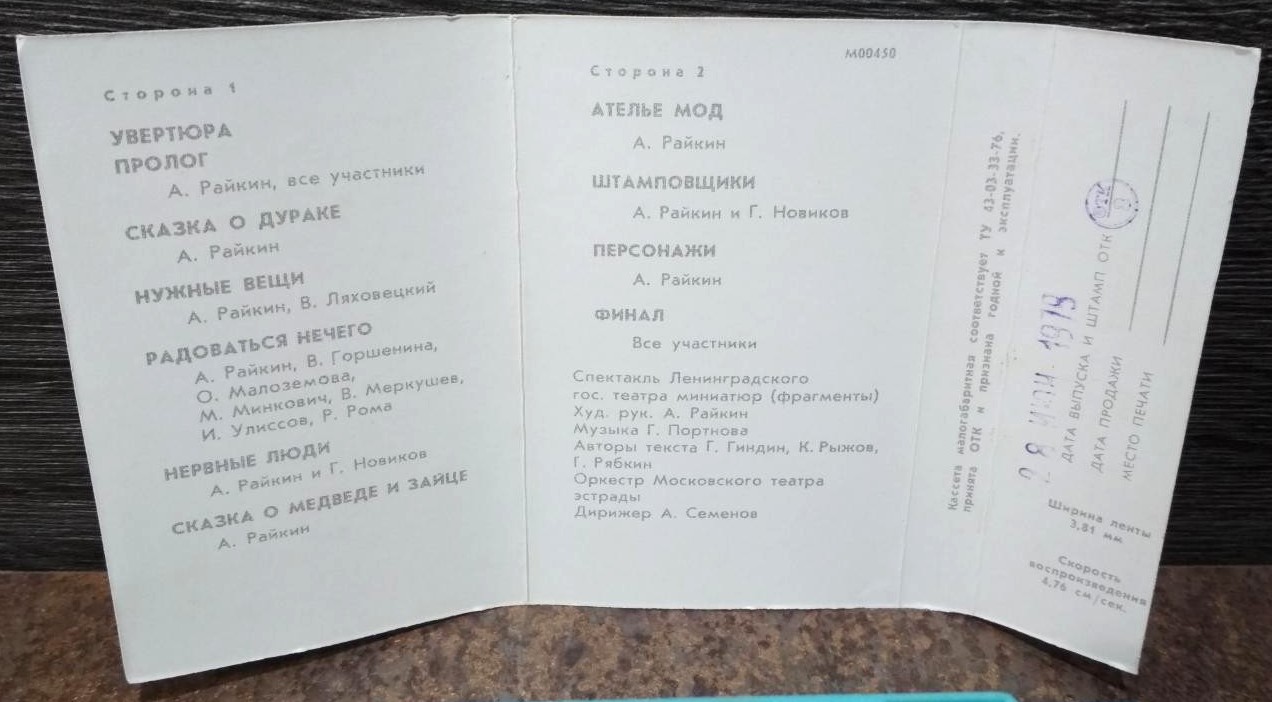 Сторона 1
УВЕРТЮРА
ПРОЛОГ
А. Райкин, все участники
СКАЗКА О ДУРАКЕ
А. Райкин
НУЖНЫЕ ВЕЩИ
А. Райкин, В. Ляховецкий
РАДОВАТЬСЯ НЕЧЕГО
А. Райкин, В. Горшенина,
О. Малоземова,
М. Минкович, В. Меркушев,
И. Улиссов, Р. Рома
НЕРВНЫЕ ЛЮДИ
А. Райкин и Г. Новиков
СКАЗКА О МЕДВЕДЕ И ЗАЙЦЕ
А. Райкин
М00450
Сторона 2
АТЕЛЬЕ МОД
А. Райкин
ШТАМПОВЩИКИ
А. Райкин и Г. Новиков
ПЕРСОНАЖИ
А. Райкин
ФИНАЛ
Все участники
Спектакль Ленинградского
гос. театра миниатюр (фрагменты)
Худ. рук. А. Райкин
Музыка Г. Портнова
Авторы текста Г. Гиндин, К. Рыжов,
Г. Рябкин
Оркестр Московского театра
эстрады
Дирижер А. Семенов
Кассета малогабаритная соответствует ТУ 43-03-33-76,
принята ОТК и признана годной к эксплуатации.
28 1979
ДАТА ВЫПУСКА И ШТАМП ОТК
ОТК
ДАТА ПРОДАЖИ
МЕСТО ПЕЧАТИ
Ширина ленты
3,81 мм
Скорость
воспроизведения
4,76 см/сек.